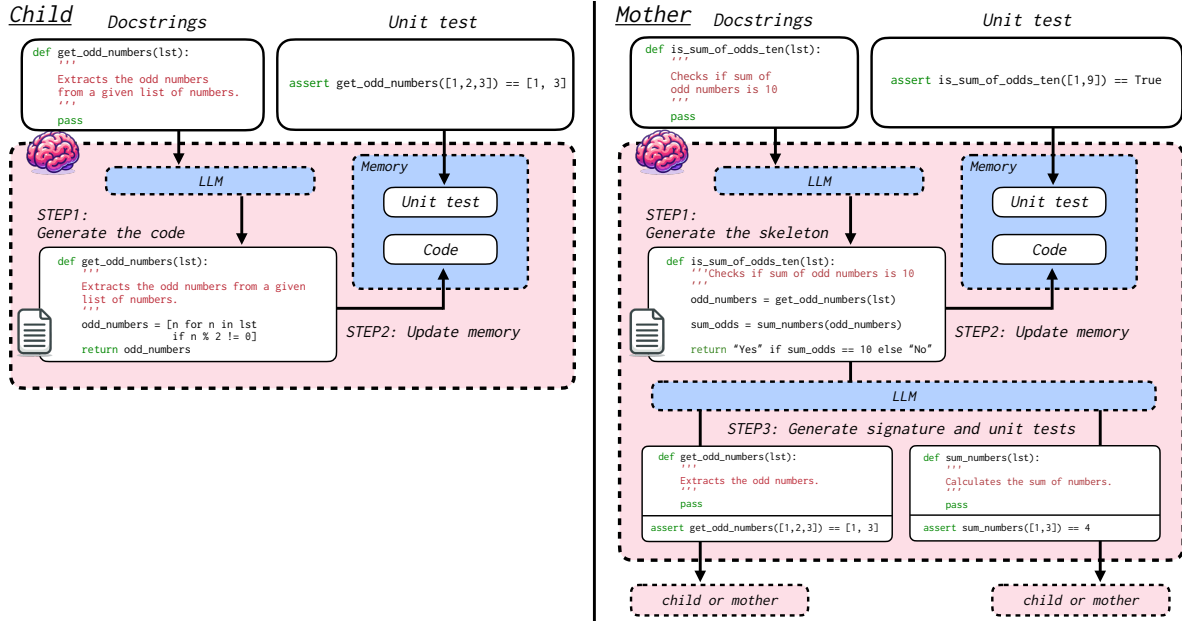 Child
Docstrings
Unit test
def get_odd_numbers(lst):
'''
Extracts the odd numbers
from a given list of numbers.
'''
pass
assert get_odd_numbers([1,2,3]) == [1, 3]
LLM
Memory
Unit test
Code
STEP1:
Generate the code
def get_odd_numbers(lst):
'''
Extracts the odd numbers from a given
list of numbers.
'''
odd_numbers = [n for n in lst
if n % 2 != 0]
return odd_numbers
STEP2: Update memory
Mother
Docstrings
Unit test
def is_sum_of_odds_ten(lst):
'''
Checks if sum of
odd numbers is 10
'''
pass
assert is_sum_of_odds_ten([1,9]) == True
LLM
Memory
Unit test
Code
STEP1:
Generate the skeleton
def is_sum_of_odds_ten(lst):
'''Checks if sum of odd numbers is 10
'''
odd_numbers = get_odd_numbers(lst)
sum_odds = sum_numbers(odd_numbers)
return "Yes" if sum_odds == 10 else "No"
STEP2: Update memory
LLM
STEP3: Generate signature and unit tests
def get_odd_numbers(lst):
'''
Extracts the odd numbers.
'''
pass
assert get_odd_numbers([1,2,3]) == [1, 3]
def sum_numbers(lst):
'''
Calculates the sum of numbers.
'''
pass
assert sum_numbers([1,3]) == 4
child or mother
child or mother